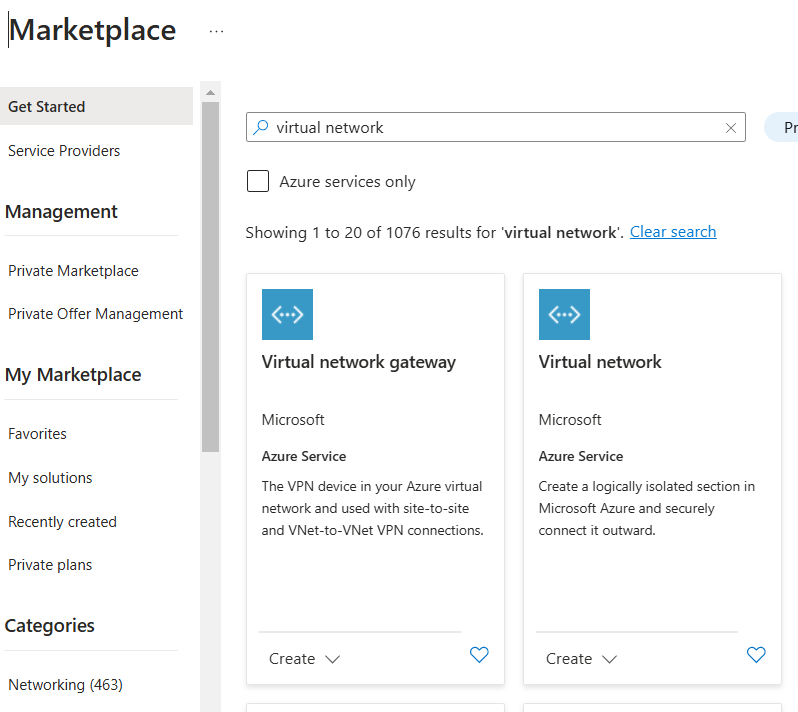 Marketplace ...
Get Started
Service Providers
Management
Private Marketplace
Private Offer Management
My Marketplace
Favorites
My solutions
Recently created
Private plans
Categories
Networking (463)
virtual network
Pr
Azure services only
Showing 1 to 20 of 1076 results for 'virtual network'. Clear search
Virtual network gateway
Microsoft
Azure Service
The VPN device in your Azure virtual
network and used with site-to-site
and VNet-to-VNet VPN connections.
Create
Virtual network
Microsoft
Azure Service
Create a logically isolated section in
Microsoft Azure and securely
connect it outward.
Create